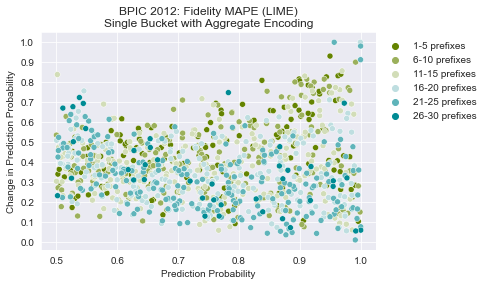 BPIC 2012: Fidelity MAPE (LIME)
Single Bucket with Aggregate Encoding
Change in Prediction Probability
1.0
0.9
0.8
0.7
0.6
0.5
0.4
0.3
0.2
0.1
0.0
0.5
0.6
0.7
0.8
0.9
1.0
Prediction Probability
1-5 prefixes
6-10 prefixes
11-15 prefixes
16-20 prefixes
21-25 prefixes
26-30 prefixes